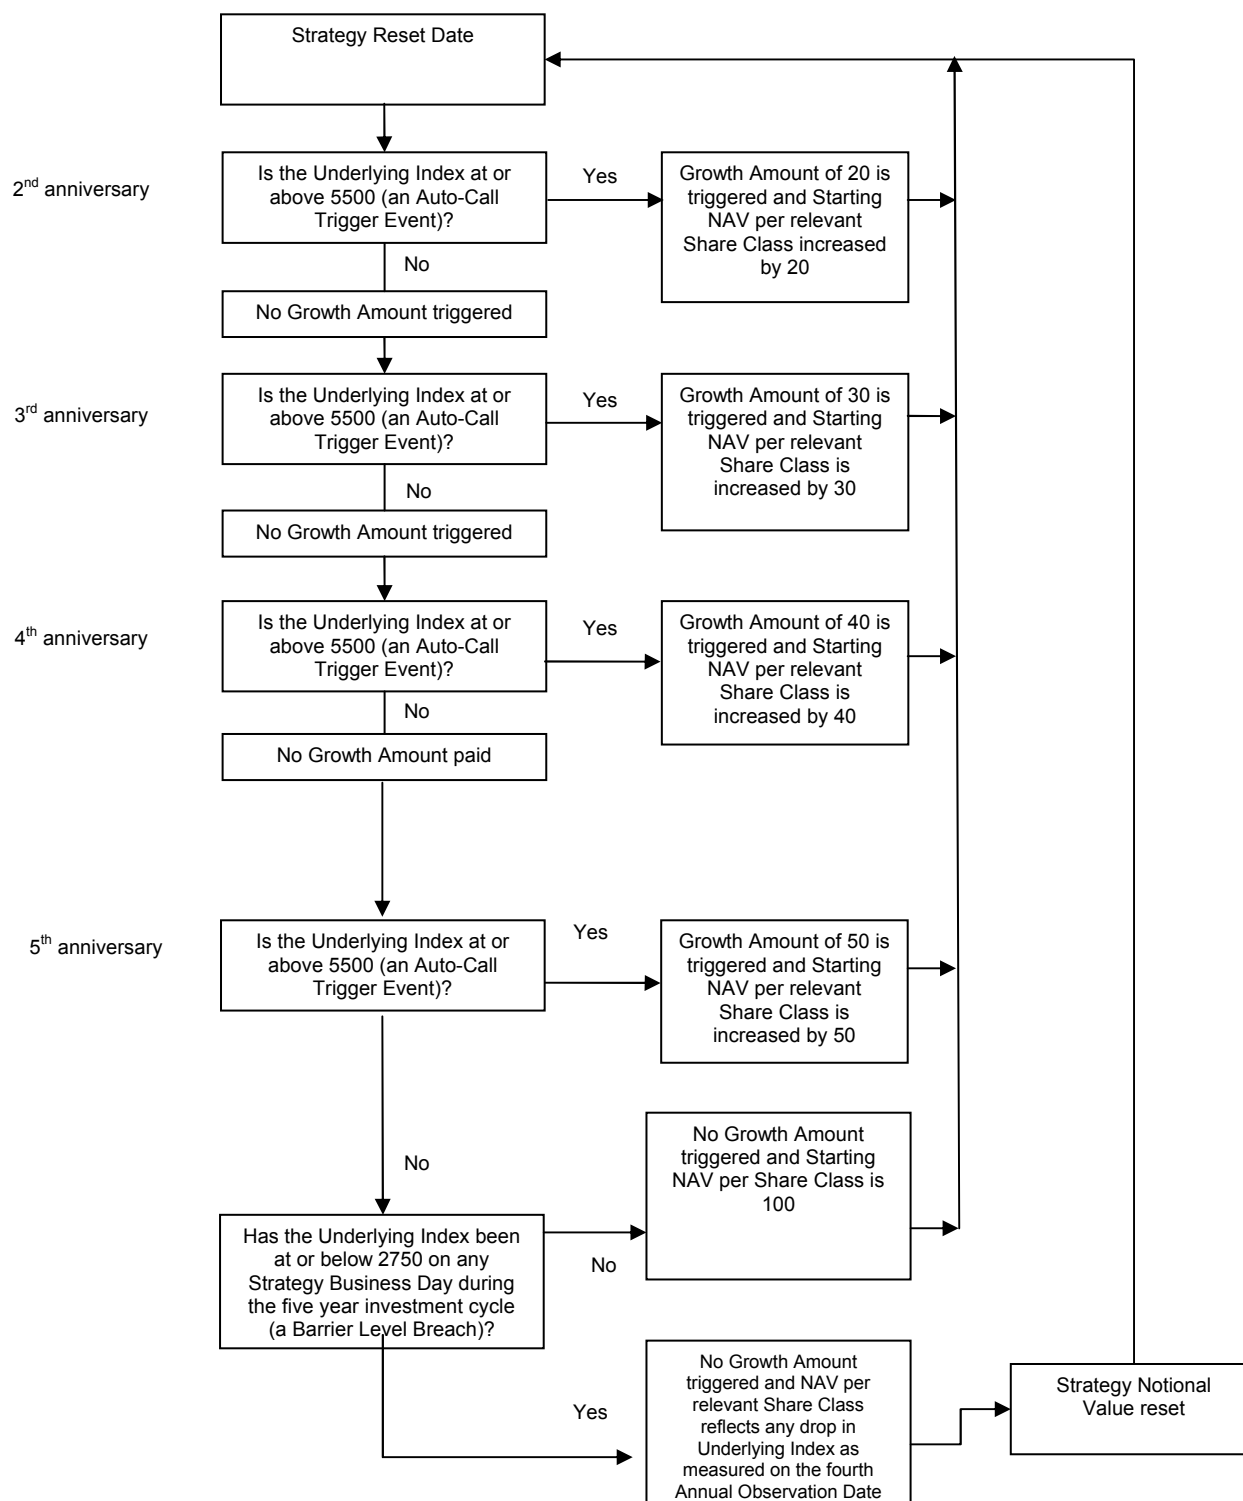 Strategy Reset Date
2nd anniversary
Is the Underlying Index at or
above 5500 (an Auto-Call
Trigger Event)?
Yes
Growth Amount of 20 is
triggered and Starting
NAV per relevant
Share Class increased
by 20
No
No Growth Amount triggered
3rd anniversary
Is the Underlying Index at or
above 5500 (an Auto-Call
Trigger Event)?
Yes
Growth Amount of 30 is
triggered and Starting
NAV per relevant
Share Class is
increased by 30
No
No Growth Amount triggered
4th anniversary
Is the Underlying Index at or
above 5500 (an Auto-Call
Trigger Event)?
Yes
Growth Amount of 40 is
triggered and Starting
NAV per relevant
Share Class is
increased by 40
No
No Growth Amount paid
5th anniversary
Is the Underlying Index at or
above 5500 (an Auto-Call
Trigger Event)?
Yes
Growth Amount of 50 is
triggered and Starting
NAV per relevant
Share Class is
increased by 50
No
Has the Underlying Index been
at or below 2750 on any
Strategy Business Day during
the five year investment cycle
(a Barrier Level Breach)?
No
No Growth Amount
triggered and Starting
NAV per Share Class is
100
Yes
No Growth Amount
triggered and NAV per
relevant Share Class
reflects any drop in
Underlying Index as
measured on the fourth
Annual Observation Date
Strategy Notional
Value reset